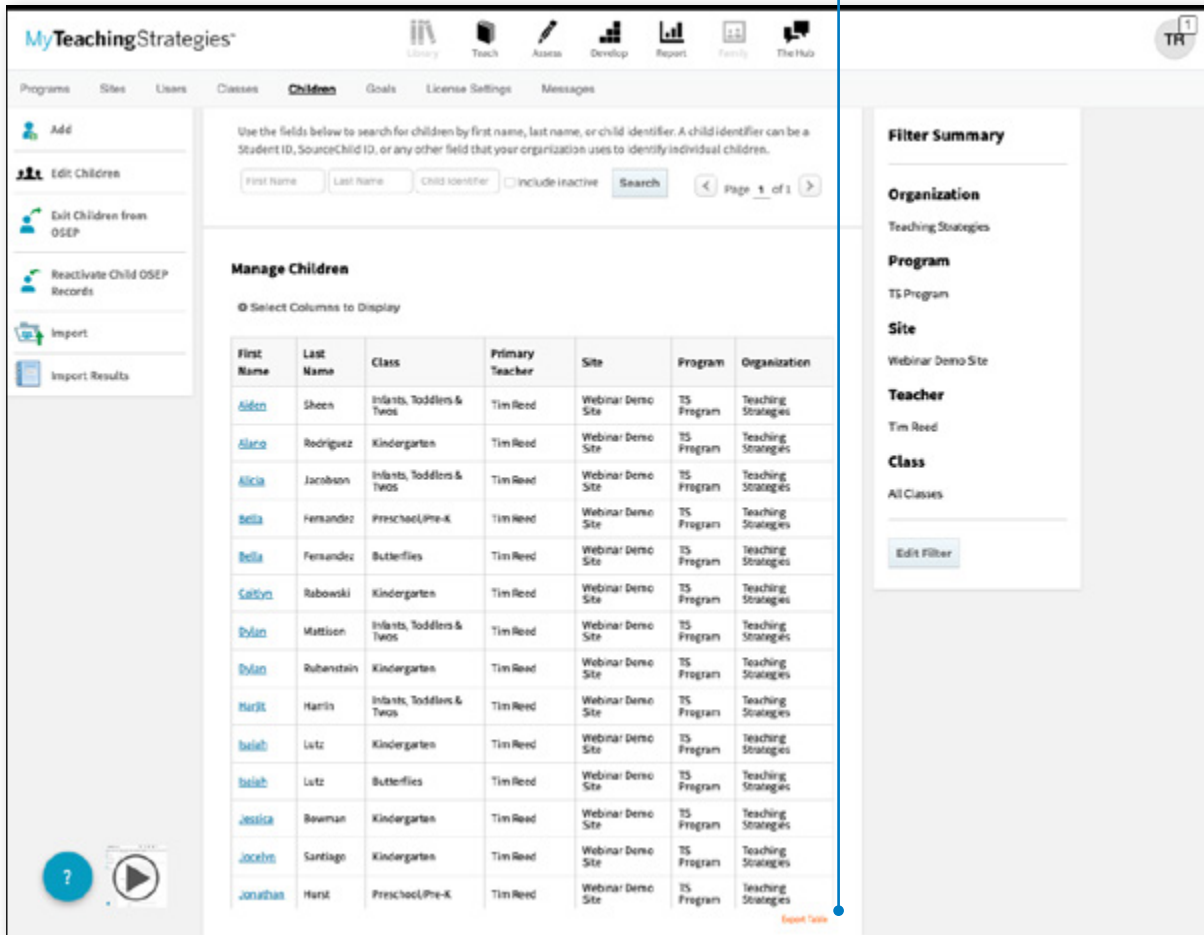 MyTeachingStrategies™
Library Teach Assess Develop Report Family The Hub
TR 1
Programs Sites Users Classes Children Goals License Settings Messages
Add
Edit Children
Exit Children from
OSEP
Reactivate Child OSEP
Records
Import
Import Results
Use the fields below to search for children by first name, last name, or child identifier. A child identifier can be a
Student ID, SourceChild ID, or any other field that your organization uses to identify individual children.
First Name Last Name Child Identifier include inactive Search Page 1 of 1
Manage Children
Select Columns to Display
First Name Last Name Class Primary Teacher Site Program Organization
Aiden Sheen Infants, Toddlers & Twos Tim Reed Webinar Demo Site TS Program Teaching Strategies
Rodriguez Kindergarten Tim Reed Webinar Demo Site TS Program Teaching Strategies
Alicia Jacobson Infants, Toddlers & Twos Tim Reed Webinar Demo Site TS Program Teaching Strategies
Bella Fernandez Preschool/Pre-K Tim Reed Webinar Demo Site TS Program Teaching Strategies
Bella Fernandez Butterflies Tim Reed Webinar Demo Site TS Program Teaching Strategies
Caitlyn Rabowski Kindergarten Tim Reed Webinar Demo Site TS Program Teaching Strategies
Dylan Mattison Infants, Toddlers & Twos Tim Reed Webinar Demo Site TS Program Teaching Strategies
Dylan Rubenstein Kindergarten Tim Reed Webinar Demo Site TS Program Teaching Strategies
Harjit Infants, Toddlers & Twos Tim Reed Webinar Demo Site TS Program Teaching Strategies
Isaiah Lutz Kindergarten Tim Reed Webinar Demo Site TS Program Teaching Strategies
Isaiah Lutz Butterflies Tim Reed Webinar Demo Site TS Program Teaching Strategies
Jessica Bowman Kindergarten Tim Reed Webinar Demo Site TS Program Teaching Strategies
Jocelyn Santiago Kindergarten Tim Reed Webinar Demo Site TS Program Teaching Strategies
Jonathan Hurst Preschool/Pre-K Tim Reed Webinar Demo Site TS Program Teaching Strategies
Export Table
Filter Summary
Organization
Teaching Strategies
Program
TS Program
Site
Webinar Demo Site
Teacher
Tim Reed
Class
All Classes
Edit Filter
?